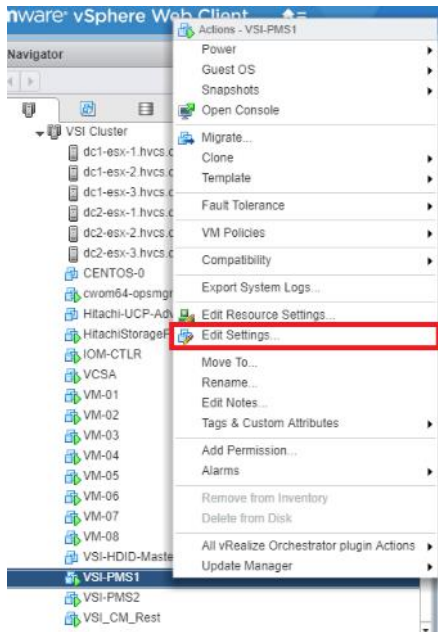 mware® vSphere Web Client
Actions - VSI-PMS1
Navigator
Power
Guest OS
Snapshots
Open Console
Migrate...
Clone
Template
Fault Tolerance
VM Policies
Compatibility
Export System Logs...
Edit Resource Settings...
Edit Settings...
Move To...
Rename...
Edit Notes...
Tags & Custom Attributes
Add Permission...
Alarms
Remove from Inventory
Delete from Disk
All vRealize Orchestrator plugin Actions
Update Manager
VSI Cluster
dc1-esx-1.hvcs.c
dc1-esx-2.hvcs.c
dc1-esx-3.hvcs.c
dc2-esx-1.hvcs.c
dc2-esx-2.hvcs.c
dc2-esx-3.hvcs.c
CENTOS-0
cwom64-opsmgr
Hitachi-UCP-Adv
HitachiStorageP
IOM-CTLR
VCSA
VM-01
VM-02
VM-03
VM-04
VM-05
VM-06
VM-07
VM-08
VSI-HDID-Maste
VSI-PMS1
VSI-PMS2
VSI_CM_Rest